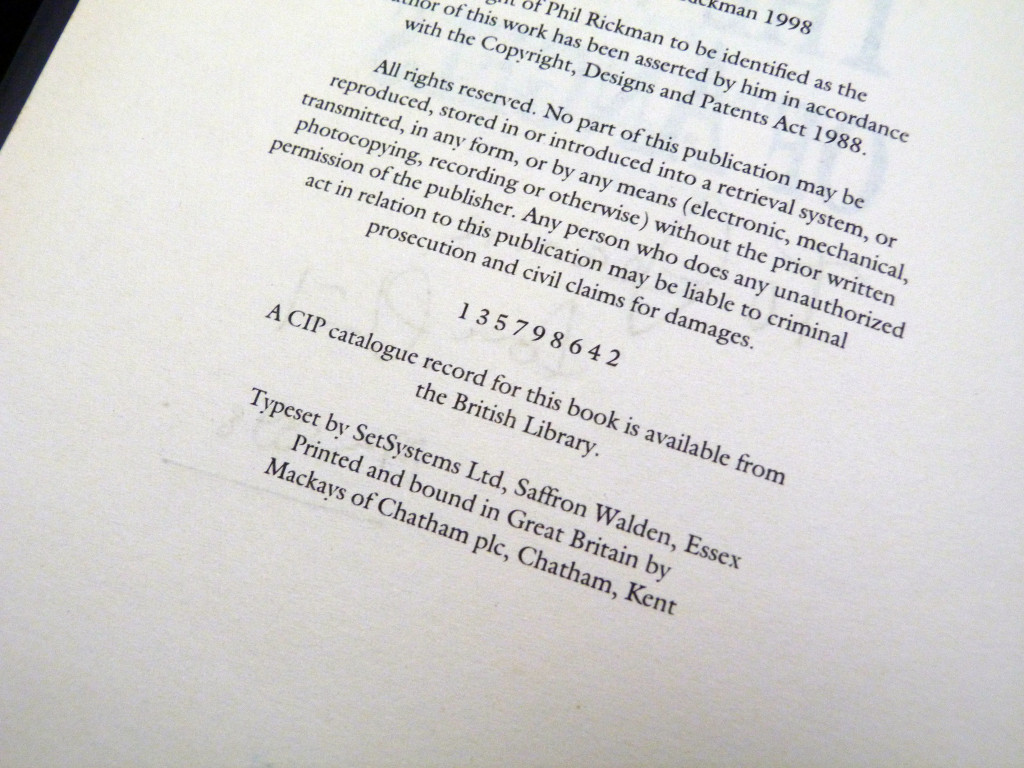 ckman 1998
ght of Phil Rickman to be identified as the
author of this work has been asserted by him in accordance
with the Copyright, Designs and Patents Act 1988.
All rights reserved. No part of this publication may be
reproduced, stored in or introduced into a retrieval system, or
transmitted, in any form, or by any means (electronic, mechanical,
photocopying, recording or otherwise) without the prior written
permission of the publisher. Any person who does any unauthorized
act in relation to this publication may be liable to criminal
prosecution and civil claims for damages.
1 3 5 7 9 8 6 4 2
A CIP catalogue record for this book is available from
the British Library.
Typeset by SetSystems Ltd, Saffron Walden, Essex
Printed and bound in Great Britain by
Mackays of Chatham plc, Chatham, Kent